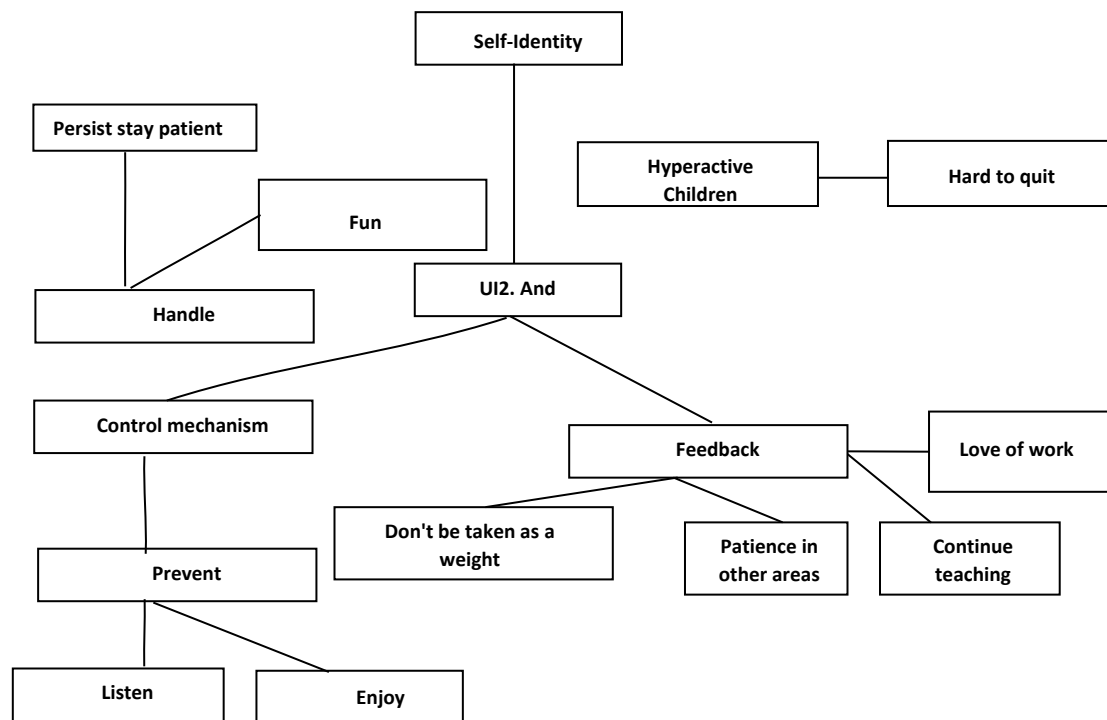 Self-Identity
Persist stay patient
Hyperactive
Children
Hard to quit
Fun
UI2. And
Handle
Control mechanism
Feedback
Love of work
Don't be taken as a
weight
Patience in
other areas
Continue
teaching
Prevent
Listen
Enjoy